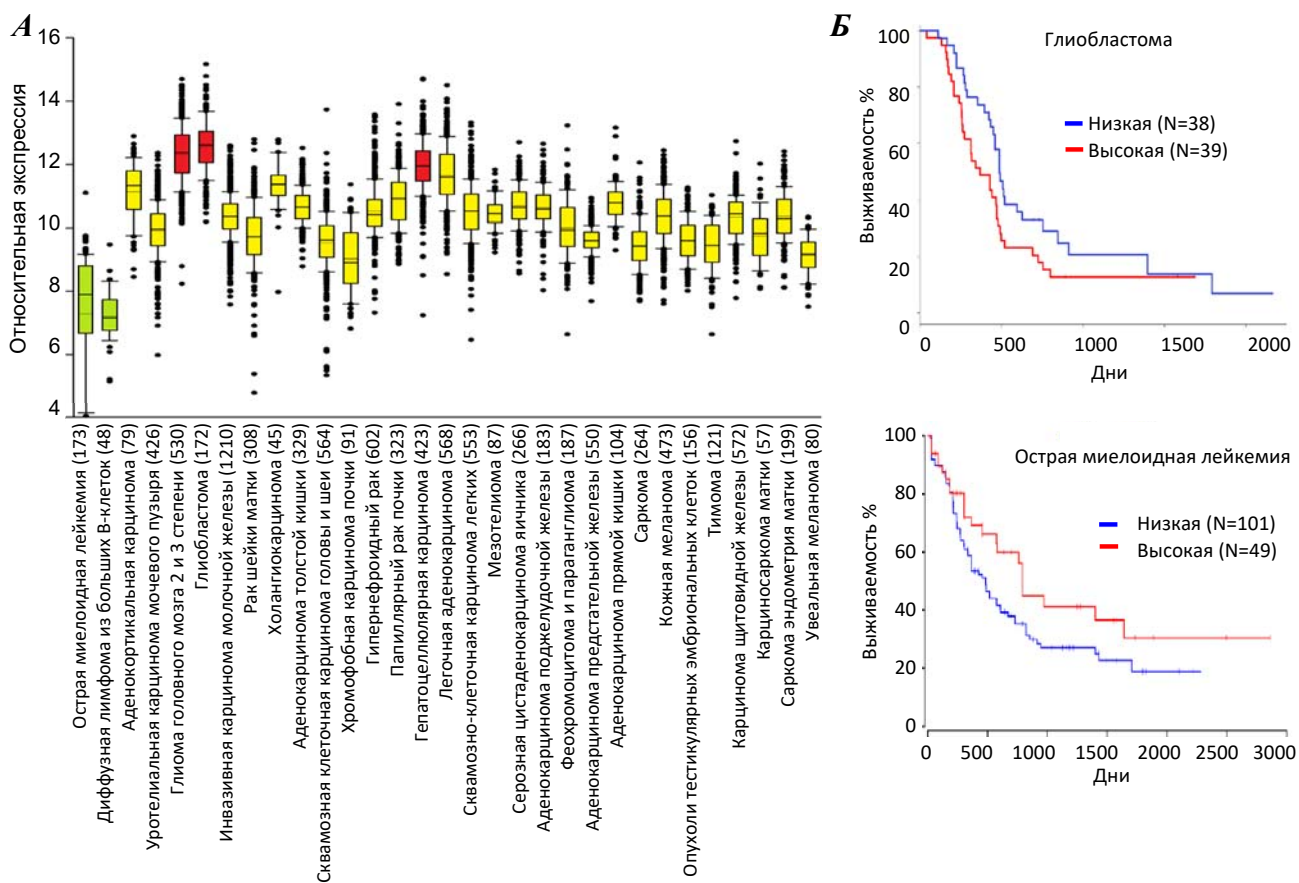 А
Относительная экспрессия
16
14
12
10
8
6
4
Острая миелоидная лейкемия (173)
Диффузная лимфома из больших В-клеток (48)
Аденокортикальная карцинома (79)
Уротелиальная карцинома мочевого пузыря (426)
Глиома головного мозга 2 и 3 степени (530)
Глиобластома (172)
Инвазивная карцинома молочной железы (1210)
Рак шейки матки (308)
Холангиокарцинома (45)
Аденокарцинома толстой кишки (329)
Сквамозная клеточная карцинома головы и шеи (564)
Хромофобная карцинома почки (91)
Гипернефроидный рак (602)
Папиллярный рак почки (323)
Гепатоцеллюлярная карцинома (423)
Легочная аденокарцинома (568)
Сквамозно-клеточная карцинома легких (553)
Мезотелиома (87)
Серозная цистаденокарцинома яичника (266)
Аденокарцинома поджелудочной железы (183)
Феохромоцитома и параганглиома (187)
Аденокарцинома предстательной железы (550)
Аденокарцинома прямой кишки (104)
Саркома (264)
Кожная меланома (473)
Опухоли тестикулярных эмбриональных клеток (156)
Тимома (121)
Карцинома щитовидной железы (572)
Карциносаркома матки (57)
Саркома эндометрия матки (199)
Увеальная меланома (80)
Б
Глиобластома
Выживаемость %
100
80
60
40
20
0
Низкая (N=38)
Высокая (N=39)
0 500 1000 1500 2000
Дни
Острая миелоидная лейкемия
Выживаемость %
100
80
60
40
20
0
Низкая (N=101)
Высокая (N=49)
0 500 1000 1500 2000 2500 3000
Дни